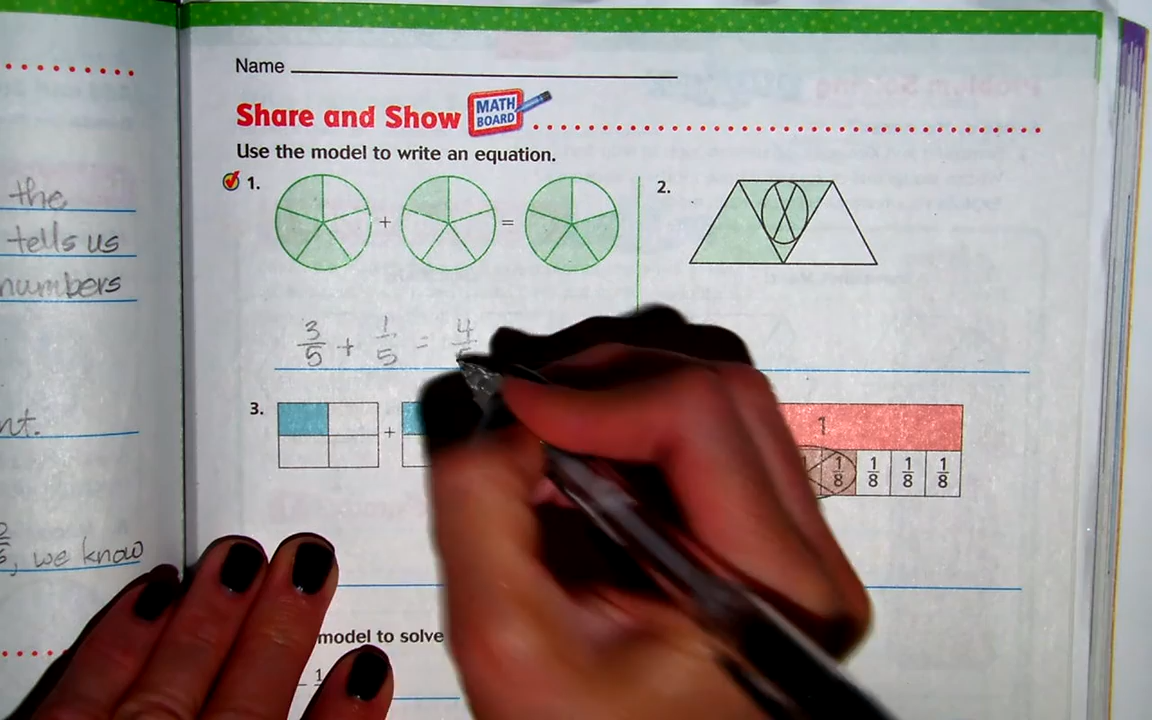 Name
Share and Show MATH BOARD
Use the model to write an equation.
the
tells us
numbers
1.
+
=
2.
3/5 + 1/5 = 4/5
nt.
3.
+
1
1/8 1/8 1/8 1/8
, we know
model to solve